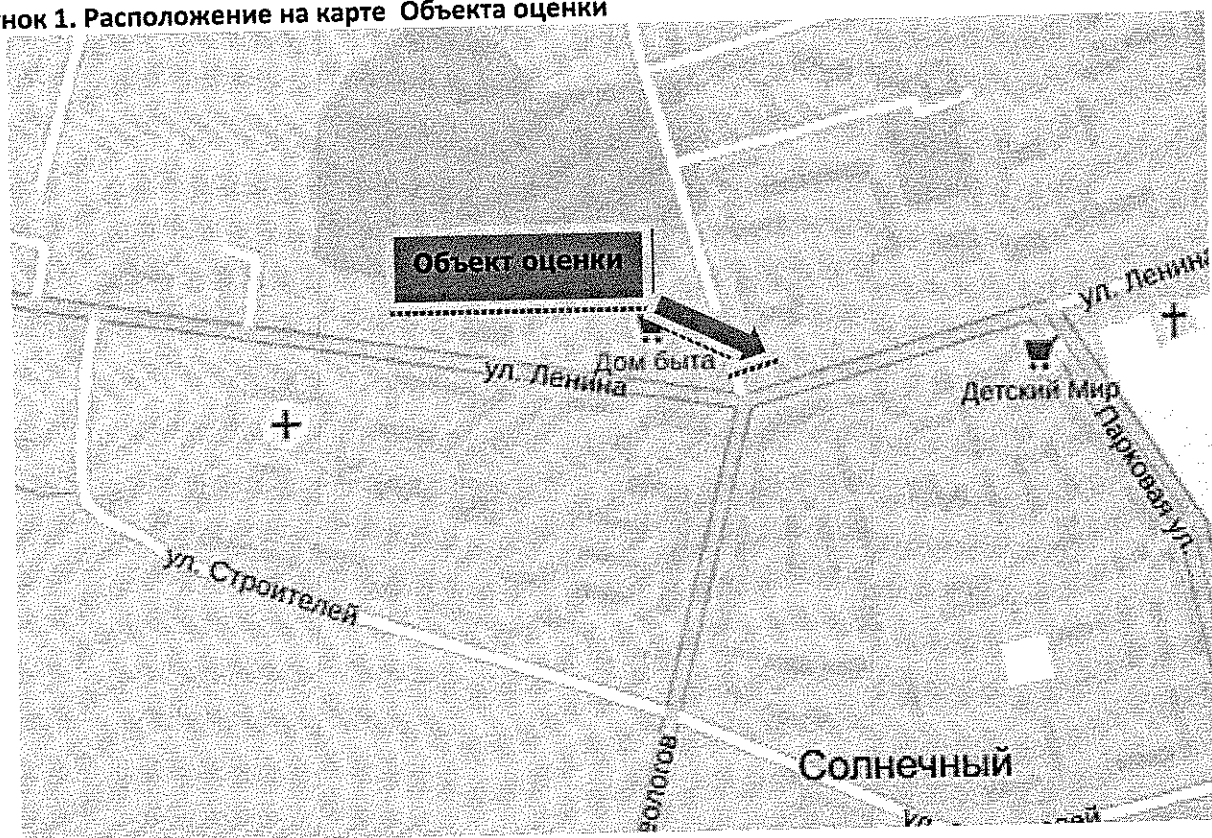 нок 1. Расположение на карте Объекта оценки
Объект оценки
ул. Ленина
Дом быта
ул. Ленина
Детский Мир
Парковая ул.
ул. Строителей
Солнечный
ологов